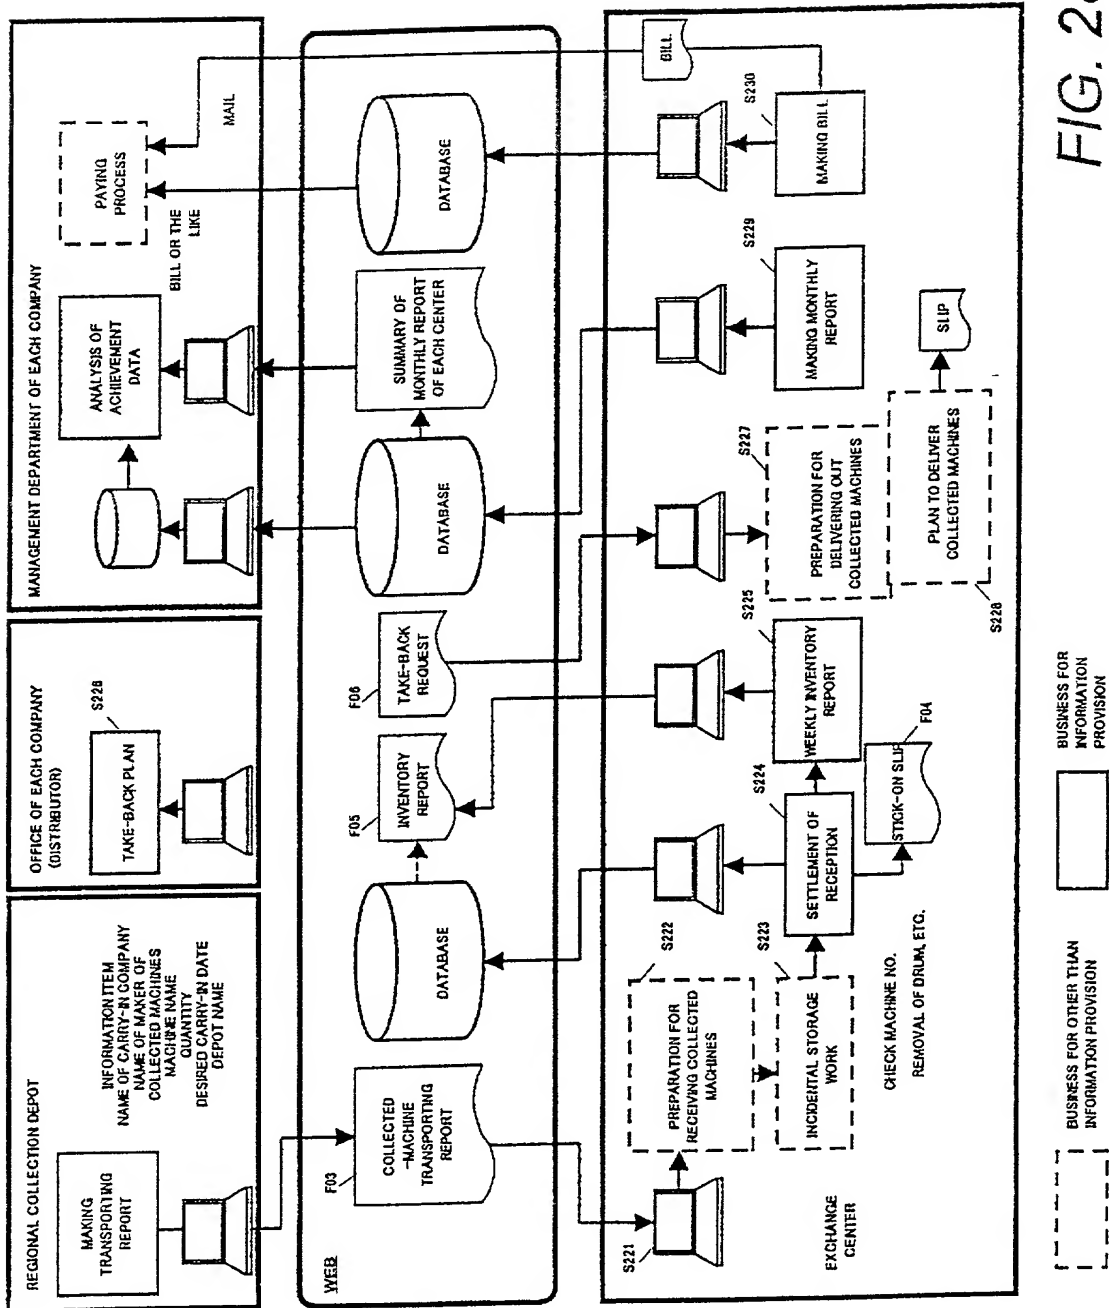 REGIONAL COLLECTION DEPOT
MAKING
TRANSPORTING
REPORT
INFORMATION ITEM
NAME OF CARRY-IN COMPANY
NAME OF MAKER OF
COLLECTED MACHINES
MACHINE NAME
QUANTITY
DESIRED CARRY-IN DATE
DEPOT NAME
OFFICE OF EACH COMPANY
(DISTRIBUTOR)
S226
TAKE-BACK PLAN
MANAGEMENT DEPARTMENT OF EACH COMPANY
ANALYSIS OF
ACHIEVEMENT
DATA
BILL OR THE
LIKE
PAYING
PROCESS
MAIL
WEB
F03
COLLECTED
-MACHINE
TRANSPORTING
REPORT
DATABASE
F05
INVENTORY
REPORT
F06
TAKE-BACK
REQUEST
DATABASE
SUMMARY OF
MONTHLY REPORT
OF EACH CENTER
DATABASE
BILL
S221
EXCHANGE
CENTER
S222
PREPARATION FOR
RECEIVING COLLECTED
MACHINES
S223
INCIDENTAL STORAGE
WORK
CHECK MACHINE NO.
REMOVAL OF DRUM, ETC.
S224
SETTLEMENT OF
RECEPTION
F04
STICK-ON SLIP
S225
WEEKLY INVENTORY
REPORT
S227
PREPARATION FOR
DELIVERING OUT
COLLECTED MACHINES
S228
PLAN TO DELIVER
COLLECTED MACHINES
SLIP
S229
MAKING MONTHLY
REPORT
S230
MAKING BILL
BUSINESS FOR OTHER THAN
INFORMATION PROVISION
BUSINESS FOR
INFORMATION
PROVISION
FIG.